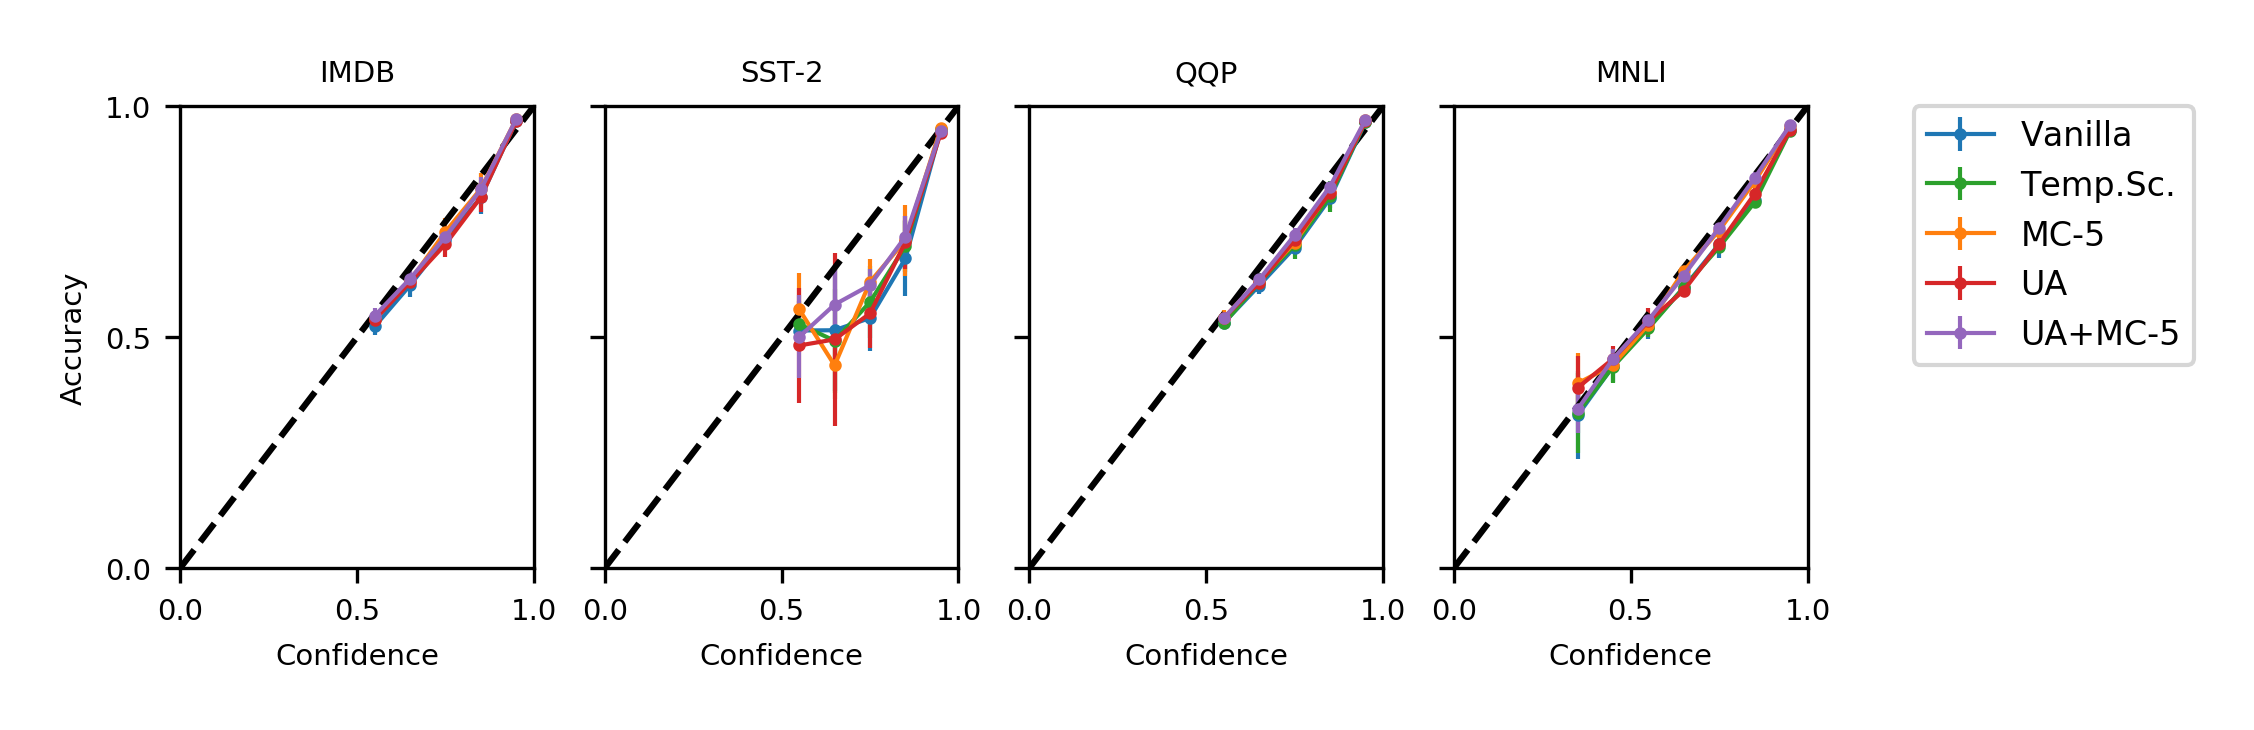 IMDB
SST-2
QQP
MNLI
Accuracy
1.0
0.5
0.0
0.0 0.5 1.0
0.0 0.5 1.0
0.0 0.5 1.0
0.0 0.5 1.0
Confidence
Confidence
Confidence
Confidence
Vanilla
Temp.Sc.
MC-5
UA
UA+MC-5